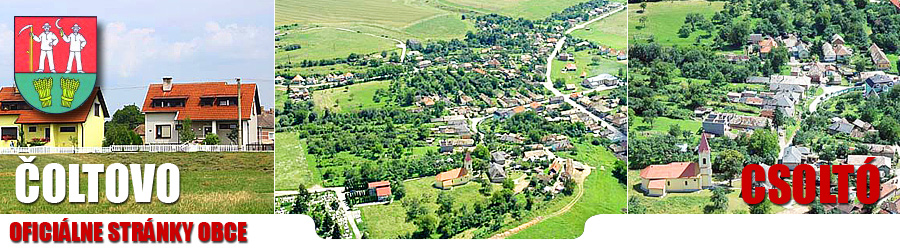 ČOLTOVO
CSOLTÓ
OFICIÁLNE STRÁNKY OBCE